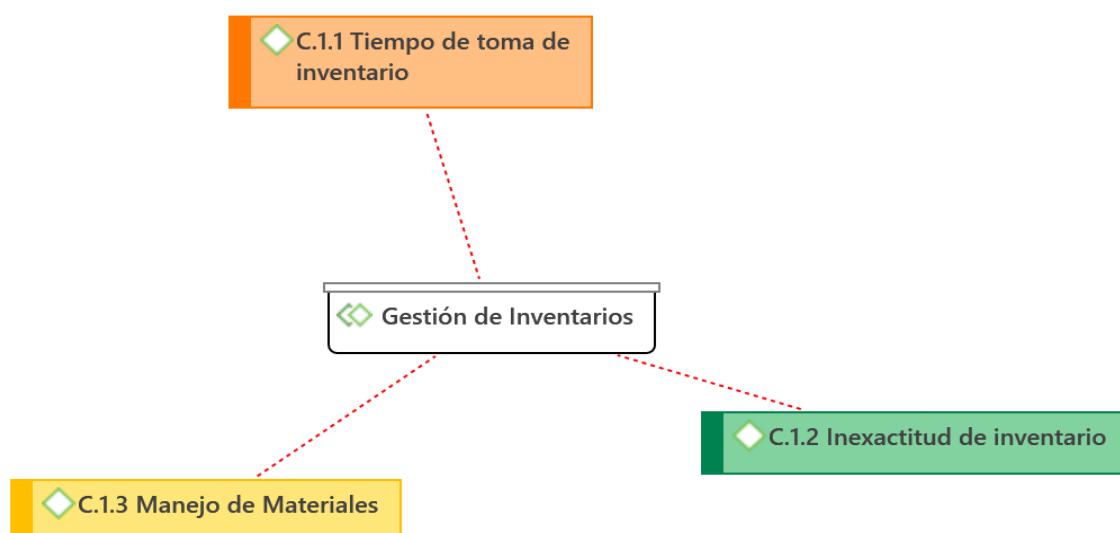 C.1.1 Tiempo de toma de
inventario
Gestión de Inventarios
C.1.2 Inexactitud de inventario
C.1.3 Manejo de Materiales